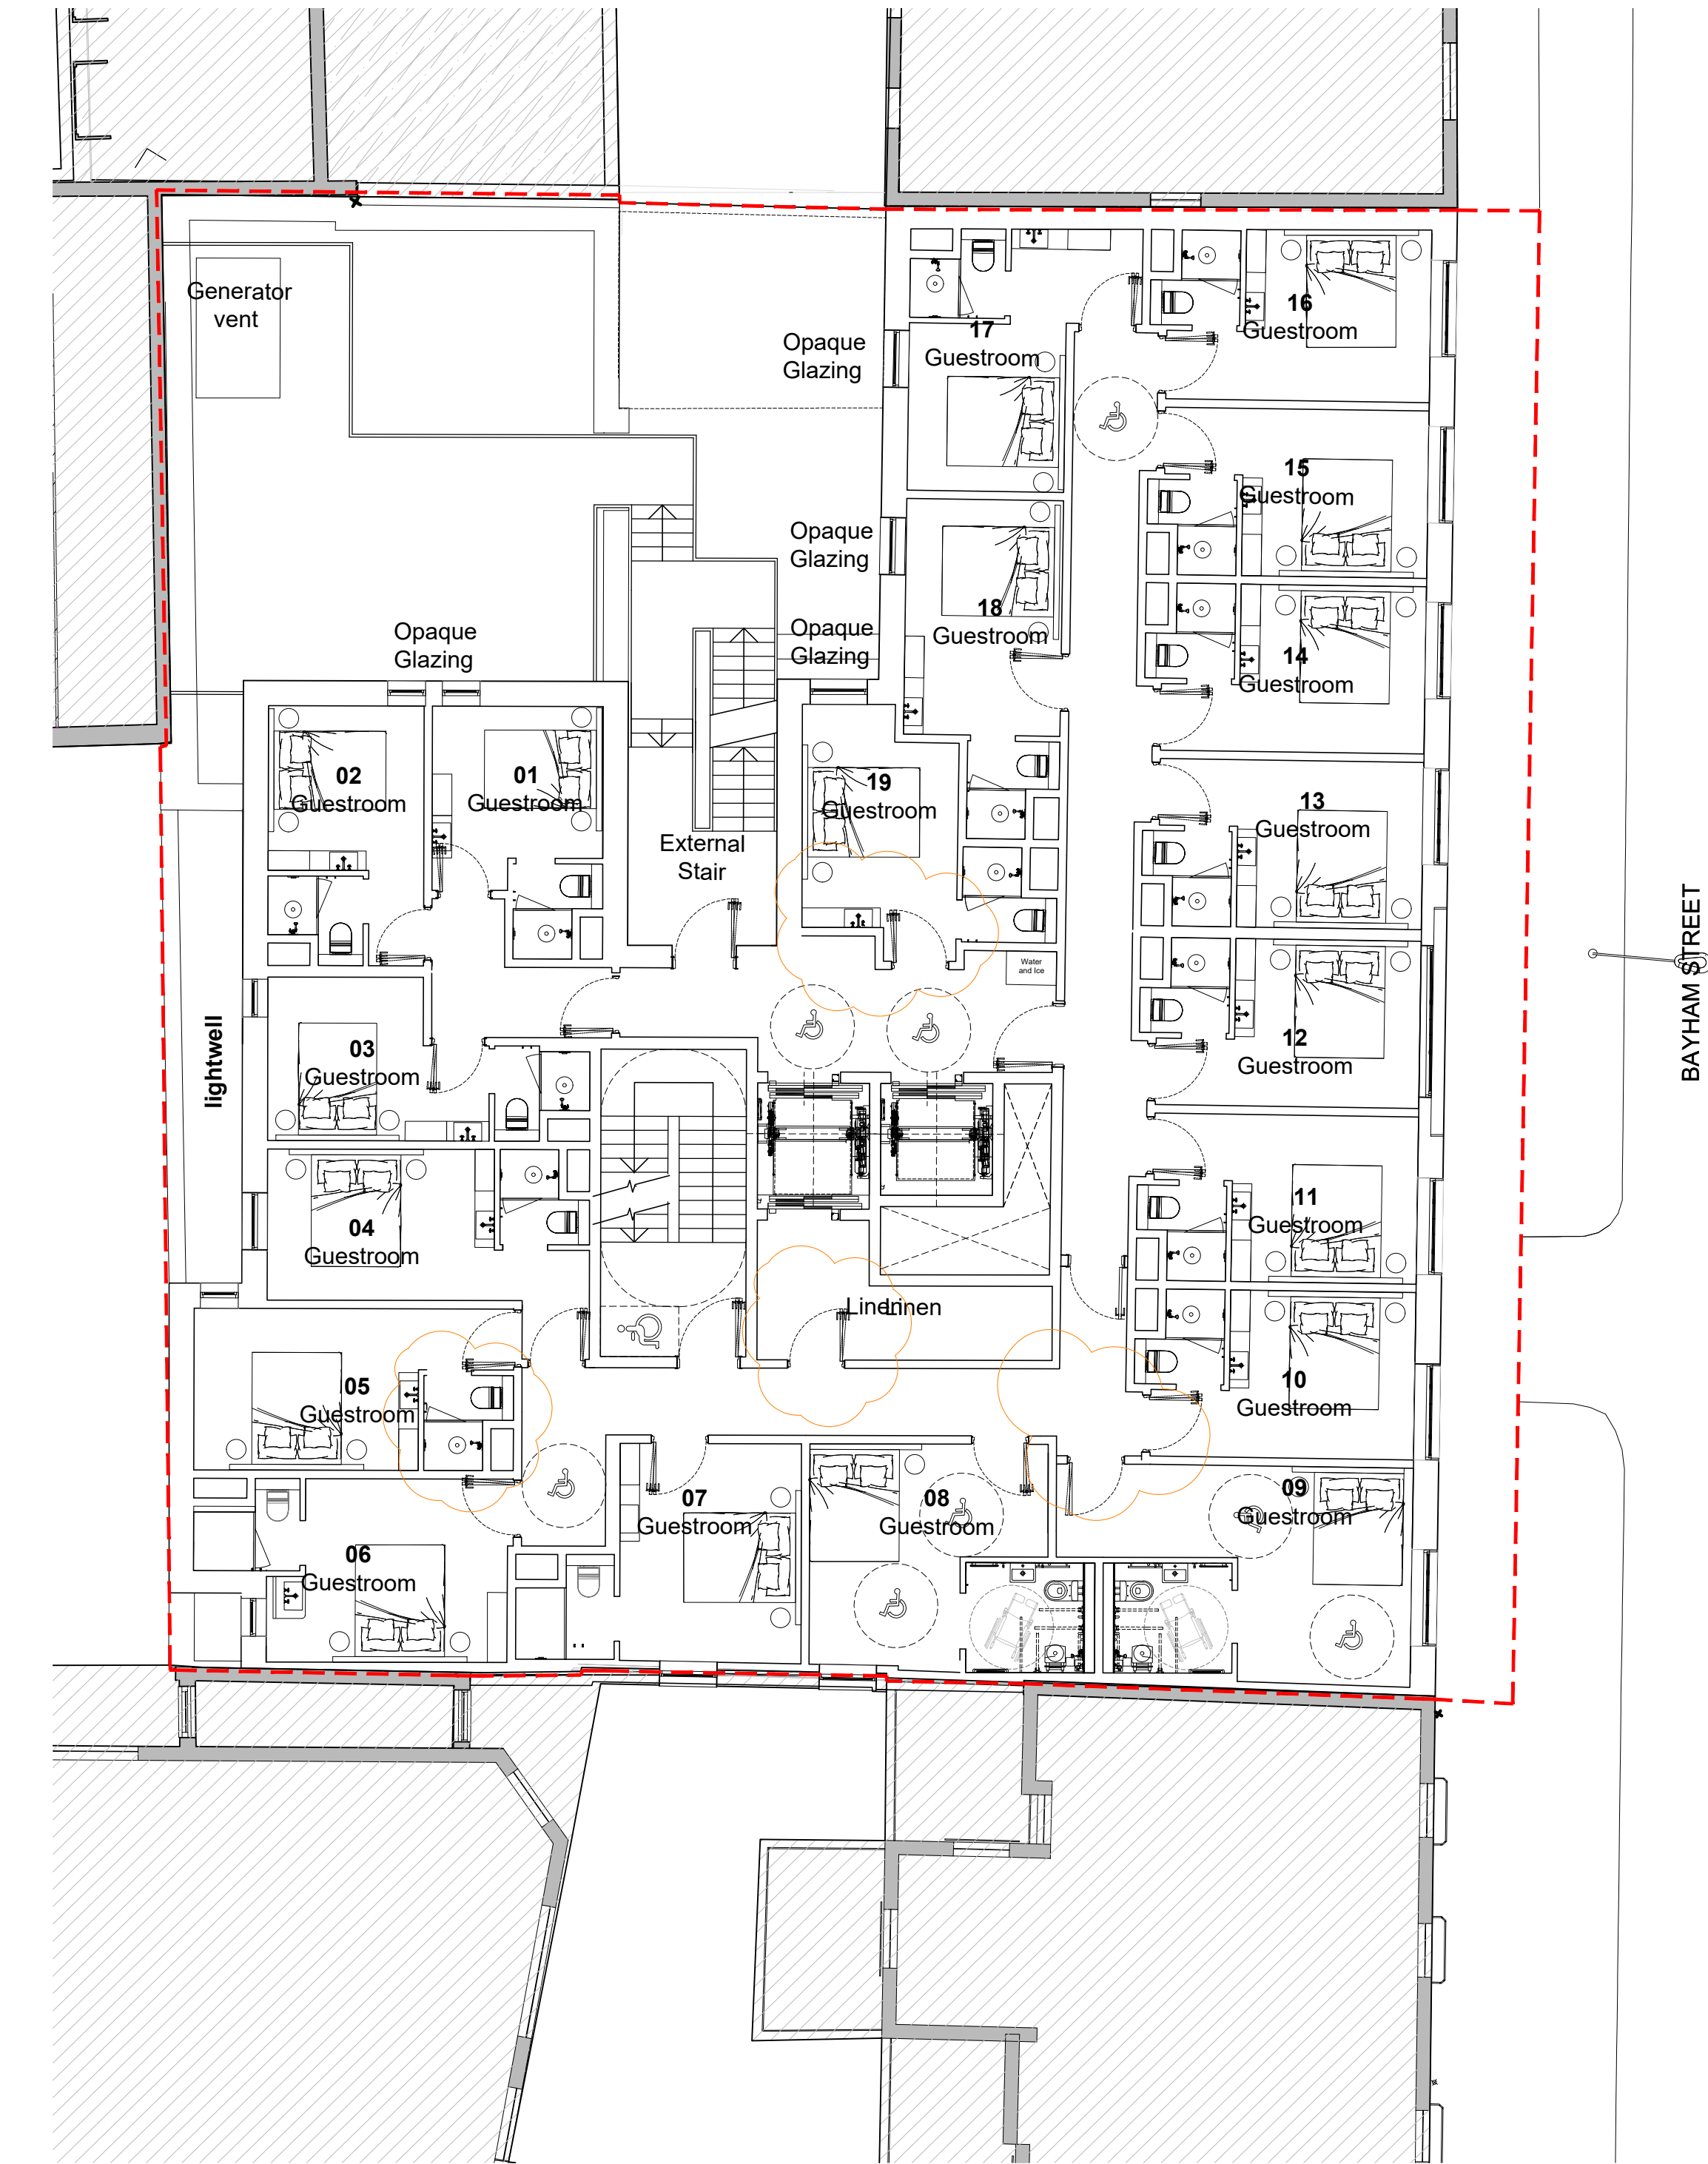 Generator
vent
Opaque
Glazing
17
Guestroom
16
Guestroom
15
Guestroom
Opaque
Glazing
18
Guestroom
Opaque
Glazing
Opaque
Glazing
14
Guestroom
02
Guestroom
01
Guestroom
19
Guestroom
13
Guestroom
External
Stair
Water
and Ice
BAYHAM STREET
lightwell
03
Guestroom
12
Guestroom
04
Guestroom
11
Guestroom
Linen
Linen
05
Guestroom
10
Guestroom
07
Guestroom
08
Guestroom
09
Guestroom
06
Guestroom